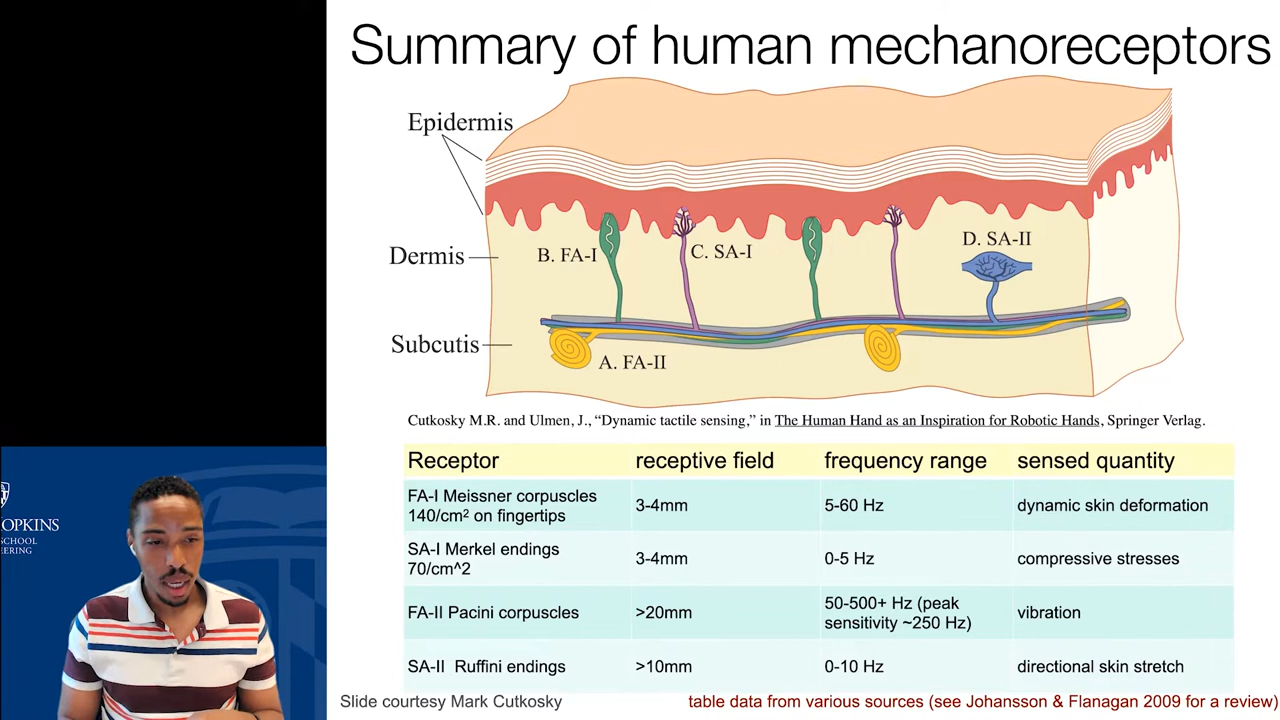 Summary of human mechanoreceptors
Epidermis
Dermis
Subcutis
B. FA-I
C. SA-I
D. SA-II
A. FA-II
Cutkosky M.R. and Ulmen, J., “Dynamic tactile sensing,” in The Human Hand as an Inspiration for Robotic Hands, Springer Verlag.
Receptor receptive field frequency range sensed quantity
FA-I Meissner corpuscles
140/cm² on fingertips
3-4mm
5-60 Hz
dynamic skin deformation
SA-I Merkel endings
70/cm^2
3-4mm
0-5 Hz
compressive stresses
FA-II Pacini corpuscles
>20mm
50-500+ Hz (peak
sensitivity ~250 Hz)
vibration
SA-II Ruffini endings
>10mm
0-10 Hz
directional skin stretch
Slide courtesy Mark Cutkosky
table data from various sources (see Johansson & Flanagan 2009 for a review)
SCHOOL